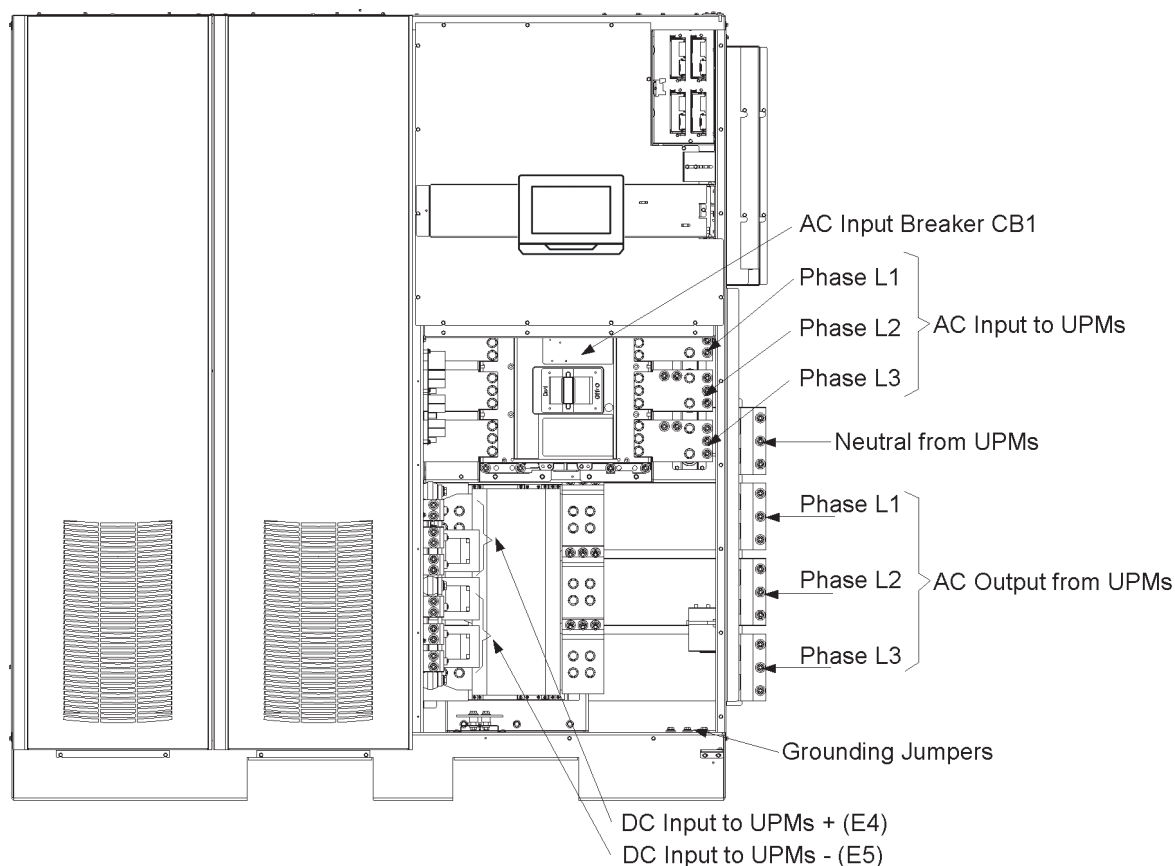 AC Input Breaker CB1
Phase L1
Phase L2
AC Input to UPMs
Phase L3
Neutral from UPMs
Phase L1
Phase L2
AC Output from UPMs
Phase L3
Grounding Jumpers
DC Input to UPMs + (E4)
DC Input to UPMs - (E5)